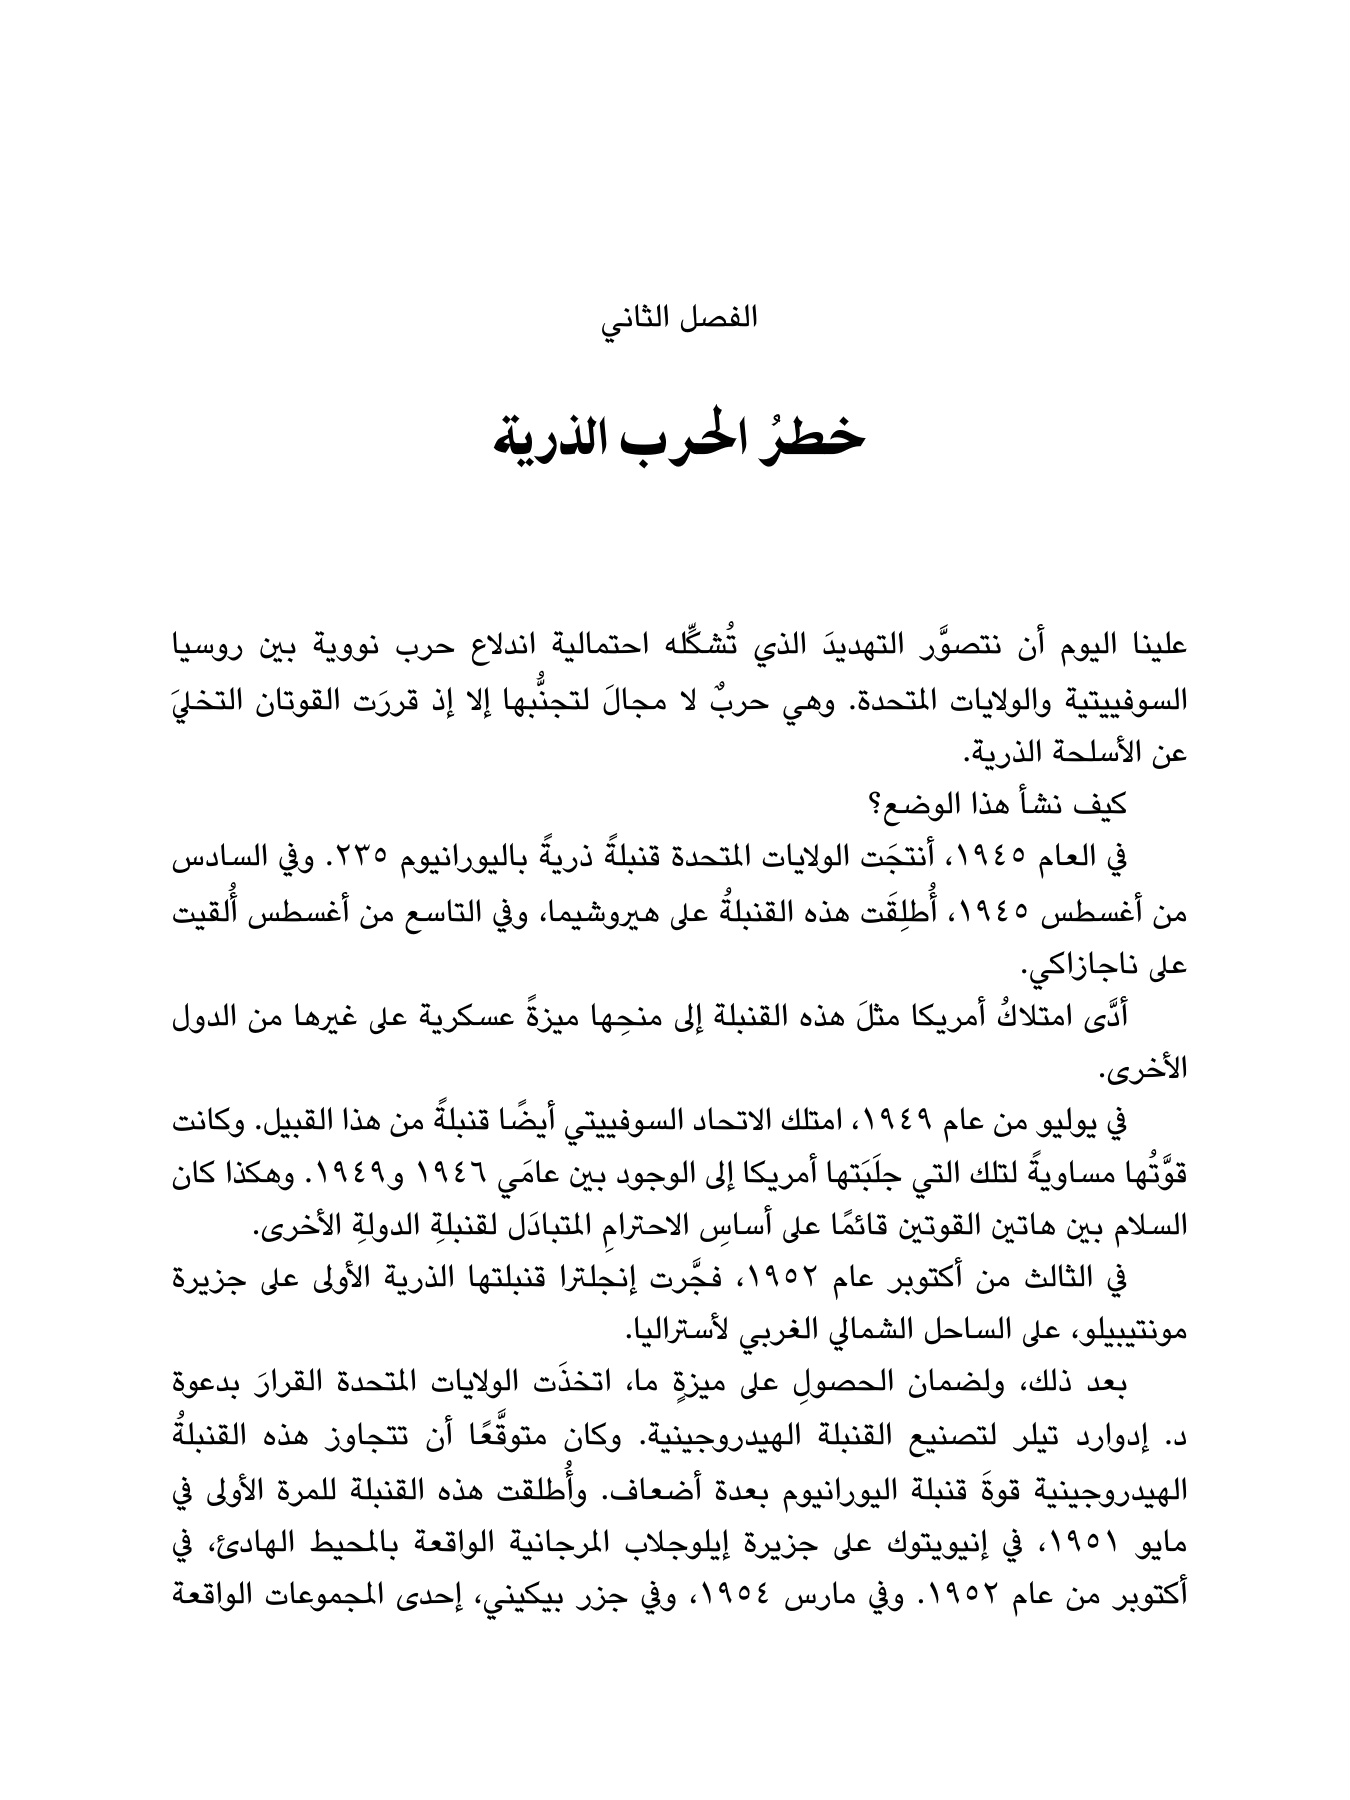 الفصل الثاني
خطرُ الحرب الذرية
علينا اليوم أن نتصوَّر التهديدَ الذي تُشكِّله احتمالية اندلاع حرب نووية بين روسيا
السوفييتية والولايات المتحدة. وهي حربٌ لا مجالَ لتجنُّبها إلا إذ قررَت القوتان التخليَ
عن الأسلحة الذرية.
كيف نشأ هذا الوضع؟
في العام ١٩٤٥، أنتجَت الولايات المتحدة قنبلةً ذريةً باليورانيوم ٢٣٥. وفي السادس
من أغسطس ١٩٤٥، أُطلِقَت هذه القنبلةُ على هيروشيما، وفي التاسع من أغسطس أُلقيت
على ناجازاكي.
أدَّى امتلاكُ أمريكا مثلَ هذه القنبلة إلى منحِها ميزةً عسكرية على غيرها من الدول
الأخرى.
في يوليو من عام ١٩٤٩، امتلك الاتحاد السوفييتي أيضًا قنبلةً من هذا القبيل. وكانت
قوَّتُها مساويةً لتلك التي جلَبَتها أمريكا إلى الوجود بين عامَي ١٩٤٦ و١٩٤٩. وهكذا كان
السلام بين هاتين القوتين قائمًا على أساسِ الاحترامِ المتبادَل لقنبلةِ الدولةِ الأخرى.
في الثالث من أكتوبر عام ١٩٥٢، فجَّرت إنجلترا قنبلتها الذرية الأولى على جزيرة
مونتيبيلو، على الساحل الشمالي الغربي لأستراليا.
بعد ذلك، ولضمان الحصولِ على ميزةٍ ما، اتخذَت الولايات المتحدة القرارَ بدعوة
د. إدوارد تيلر لتصنيع القنبلة الهيدروجينية. وكان متوقَّعًا أن تتجاوز هذه القنبلةُ
الهيدروجينية قوةَ قنبلة اليورانيوم بعدة أضعاف. وأُطلقت هذه القنبلة للمرة الأولى في
مايو ١٩٥١، في إنيويتوك على جزيرة إيلوجلاب المرجانية الواقعة بالمحيط الهادئ، في
أكتوبر من عام ١٩٥٢. وفي مارس ١٩٥٤، وفي جزر بيكيني، إحدى المجموعات الواقعة